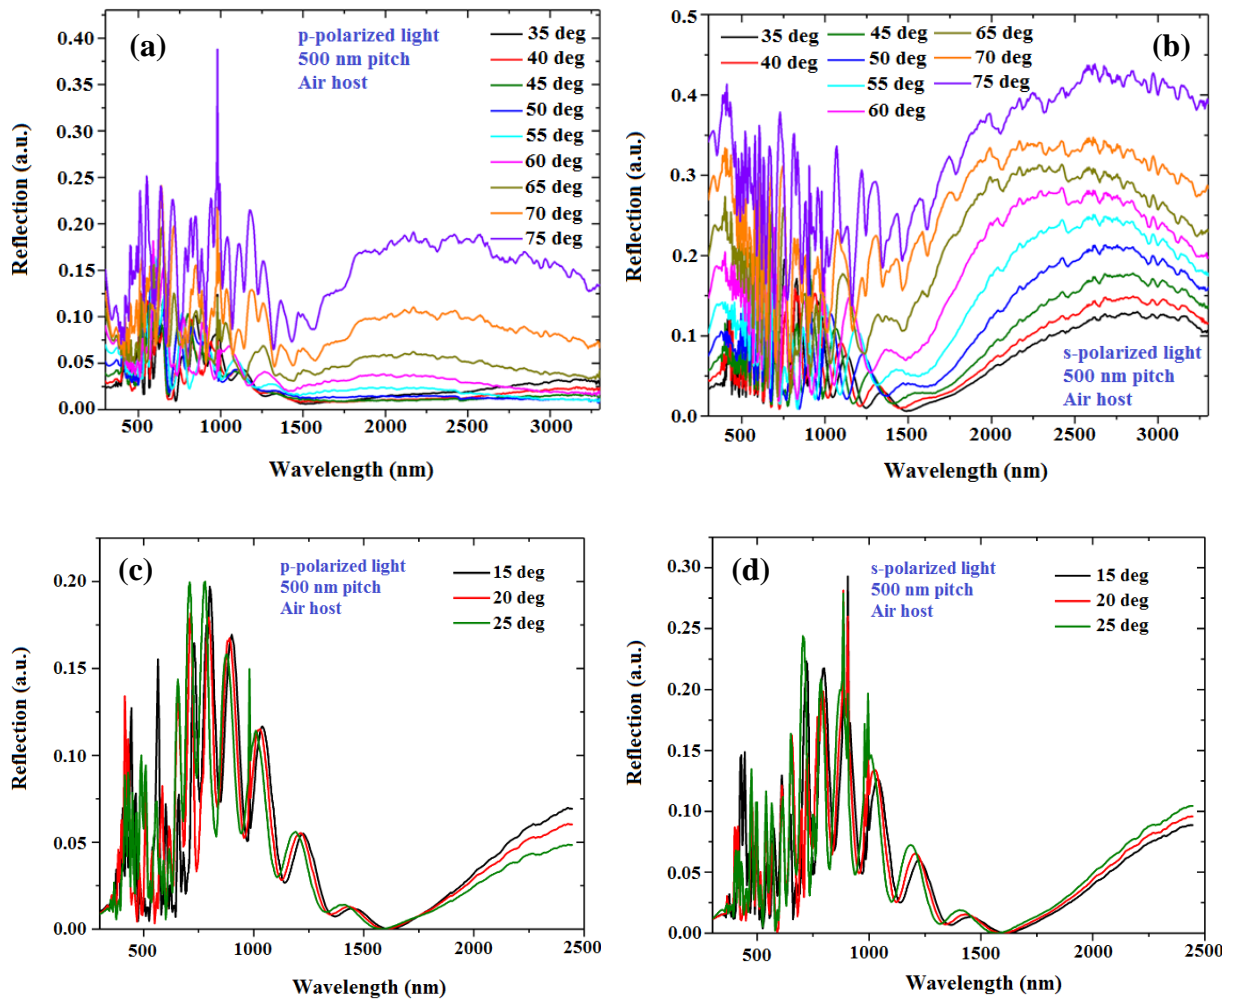 (a)
p-polarized light
500 nm pitch
Air host
35 deg
40 deg
45 deg
50 deg
55 deg
60 deg
65 deg
70 deg
75 deg
0.40
0.35
0.30
0.25
0.20
0.15
0.10
0.05
0.00
Reflection (a.u.)
500 1000 1500 2000 2500 3000
Wavelength (nm)
(b)
35 deg
40 deg
45 deg
50 deg
55 deg
60 deg
65 deg
70 deg
75 deg
s-polarized light
500 nm pitch
Air host
0.5
0.4
0.3
0.2
0.1
0.0
Reflection (a.u.)
500 1000 1500 2000 2500 3000
Wavelength (nm)
(c)
p-polarized light
500 nm pitch
Air host
15 deg
20 deg
25 deg
0.20
0.15
0.10
0.05
0.00
Reflection (a.u.)
500 1000 1500 2000 2500
Wavelength (nm)
(d)
s-polarized light
500 nm pitch
Air host
15 deg
20 deg
25 deg
0.30
0.25
0.20
0.15
0.10
0.05
0.00
Reflection (a.u.)
500 1000 1500 2000 2500
Wavelength (nm)